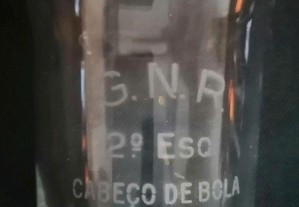 G.N.R
2º ESQ
CABEÇO DE BOLA